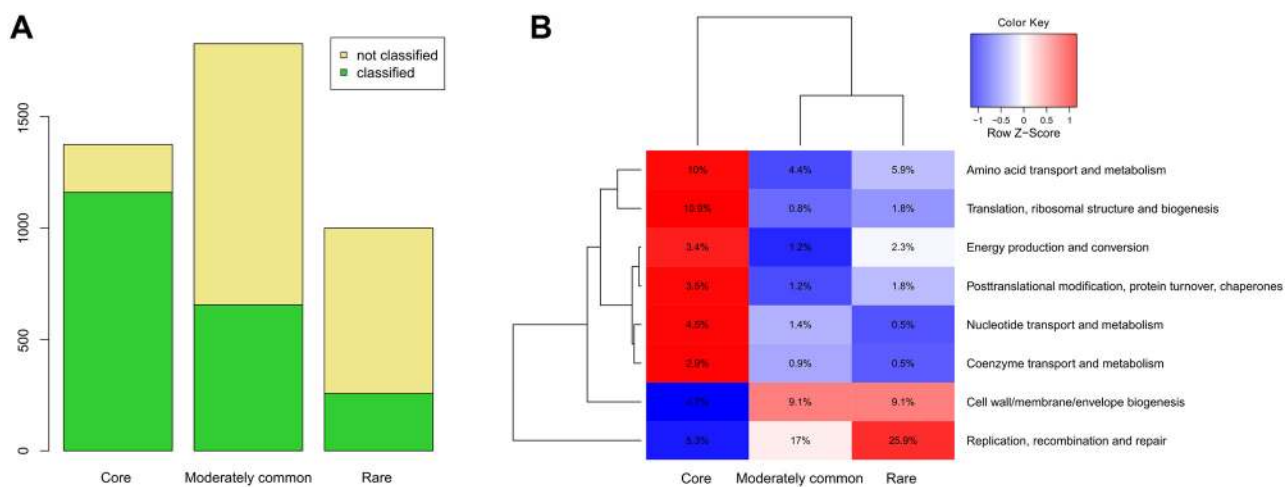 A
not classified
classified
1500
1000
500
0
Core
Moderately common
Rare
B
Color Key
−1 −0.5 0 0.5 1
Row Z−Score
10% 4.4% 5.9% Amino acid transport and metabolism
10.9% 0.8% 1.8% Translation, ribosomal structure and biogenesis
3.4% 1.2% 2.3% Energy production and conversion
1.2% 1.8% Posttranslational modification, protein turnover, chaperones
1.4% 0.5% Nucleotide transport and metabolism
2.9% 0.9% 0.5% Coenzyme transport and metabolism
9.1% 9.1% Cell wall/membrane/envelope biogenesis
5.3% 17% 25.9% Replication, recombination and repair
Core Moderately common Rare